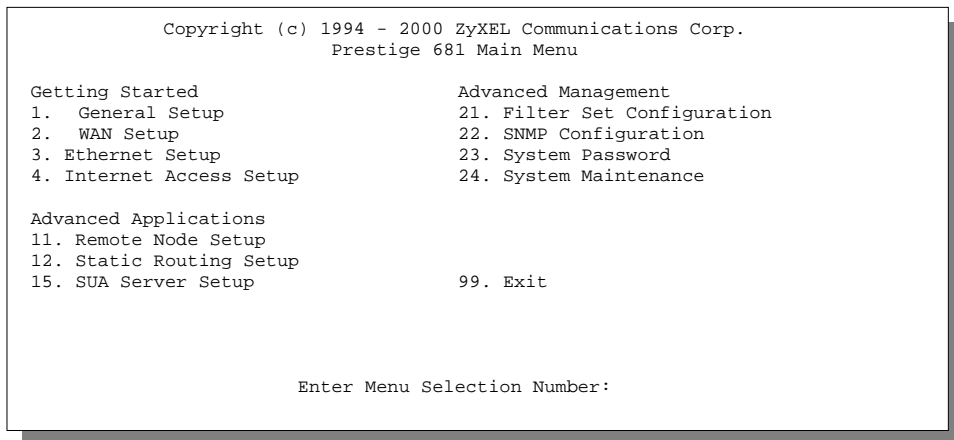 Copyright (c) 1994 - 2000 ZyXEL Communications Corp.
Prestige 681 Main Menu
Getting Started
1. General Setup
2. WAN Setup
3. Ethernet Setup
4. Internet Access Setup
Advanced Applications
11. Remote Node Setup
12. Static Routing Setup
15. SUA Server Setup
Advanced Management
21. Filter Set Configuration
22. SNMP Configuration
23. System Password
24. System Maintenance
99. Exit
Enter Menu Selection Number: